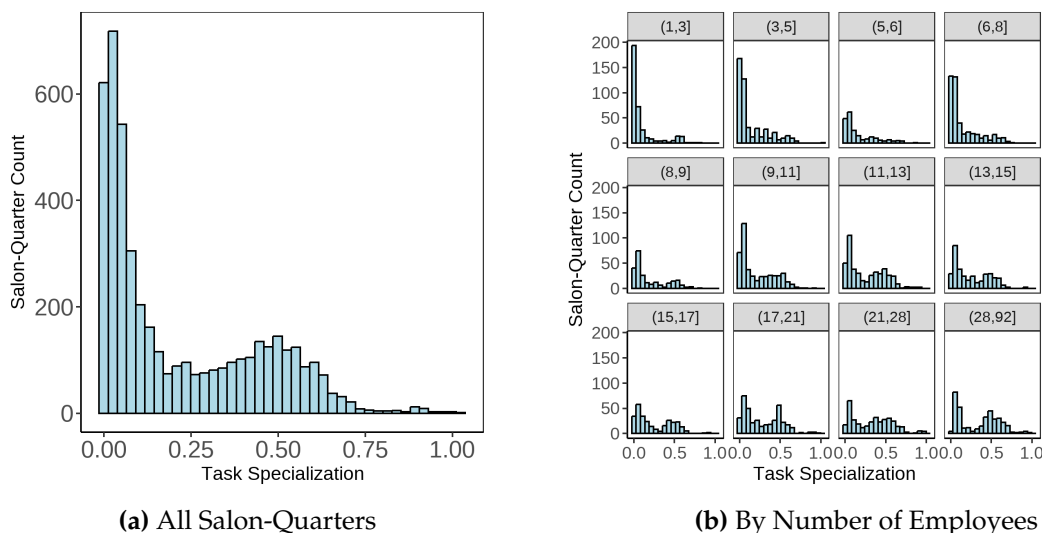 600
400
200
0
Salon-Quarter Count
0.00 0.25 0.50 0.75 1.00
Task Specialization
(a) All Salon-Quarters
(1,3] (3,5] (5,6] (6,8]
200
150
100
50
0
(8,9] (9,11] (11,13] (13,15]
200
150
100
50
0
(15,17] (17,21] (21,28] (28,92]
200
150
100
50
0
Salon-Quarter Count
0.0 0.5 1.0 0.0 0.5 1.0 0.0 0.5 1.0 0.0 0.5 1.0
Task Specialization
(b) By Number of Employees